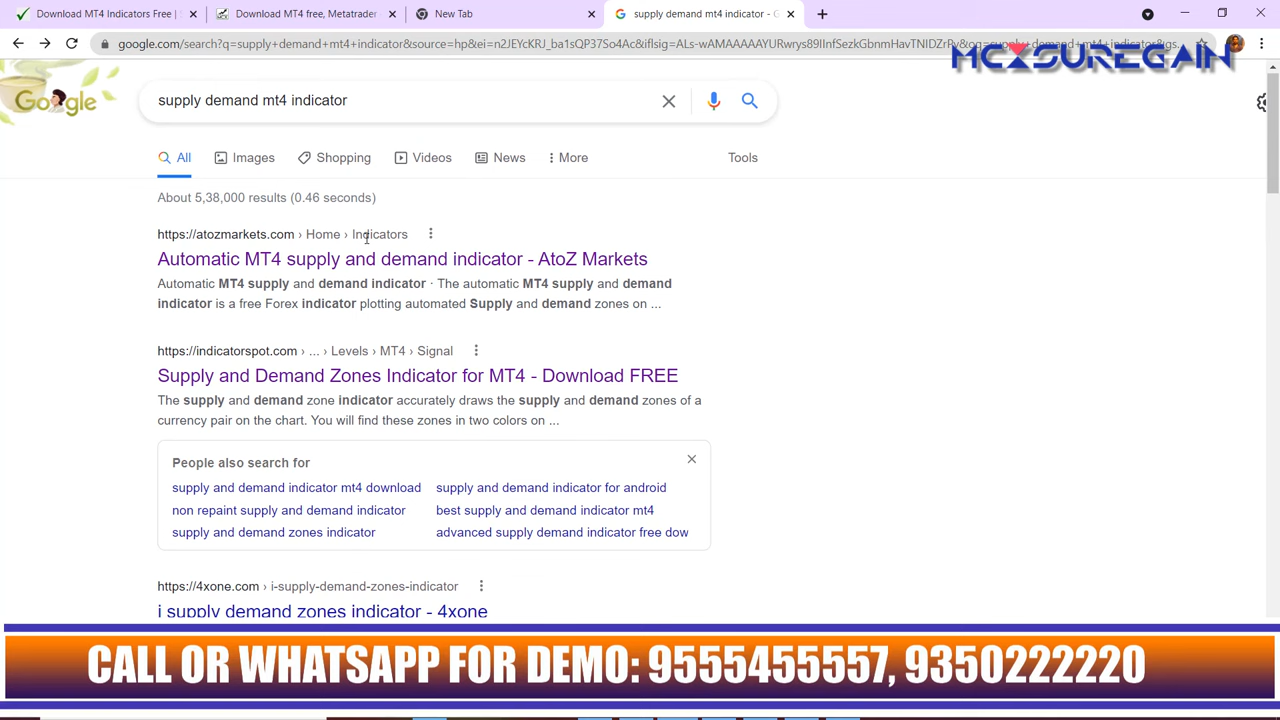 Download MT4 Indicators Free |
Download MT4 free, Metatrader
New Tab
supply demand mt4 indicator - G
MCX SUREGAIN
Google
supply demand mt4 indicator
All
Images
Shopping
Videos
News
More
Tools
About 5,38,000 results (0.46 seconds)
https://atozmarkets.com › Home › Indicators
Automatic MT4 supply and demand indicator - AtoZ Markets
Automatic MT4 supply and demand indicator · The automatic MT4 supply and demand
indicator is a free Forex indicator plotting automated Supply and demand zones on ...
https://indicatorspot.com › ... › Levels › MT4 › Signal
Supply and Demand Zones Indicator for MT4 - Download FREE
The supply and demand zone indicator accurately draws the supply and demand zones of a
currency pair on the chart. You will find these zones in two colors on ...
People also search for
supply and demand indicator mt4 download
supply and demand indicator for android
non repaint supply and demand indicator
best supply and demand indicator mt4
supply and demand zones indicator
advanced supply demand indicator free dow
https://4xone.com › i-supply-demand-zones-indicator
i supply demand zones indicator - 4xone
CALL OR WHATSAPP FOR DEMO: 9555455557, 9350222220